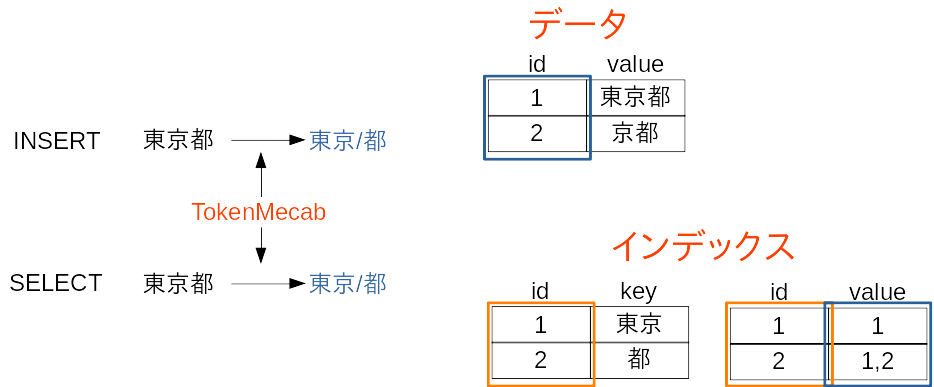 データ
id value
1 東京都
2 京都
INSERT 東京都 東京/都
TokenMecab
SELECT 東京都 東京/都
インデックス
id key
1 東京
2 都
id value
1 1
2 1,2